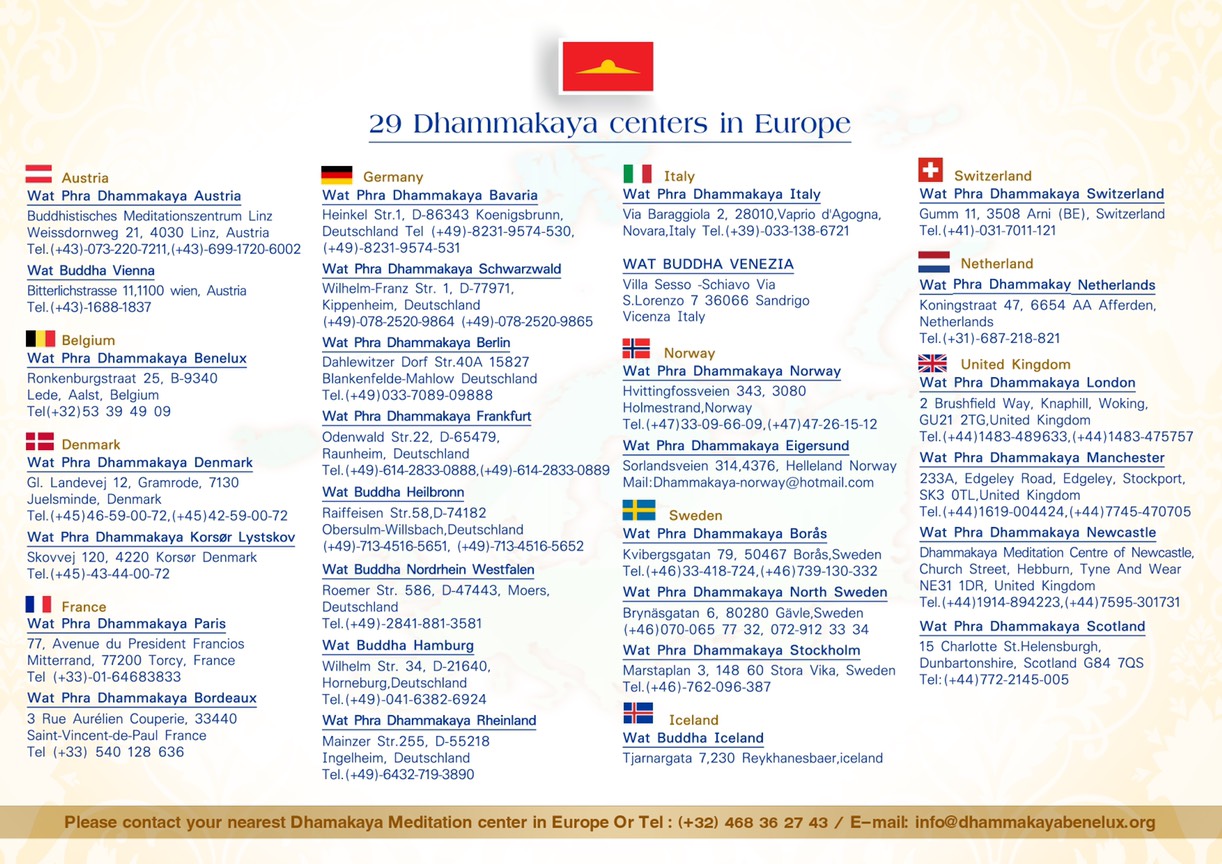 29 Dhammakaya centers in Europe
Austria
Wat Phra Dhammakaya Austria
Buddhistisches Meditationszentrum Linz
Weissdornweg 21, 4030 Linz, Austria
Tel.(+43)-073-220-7211,(+43)-699-1720-6002
Wat Buddha Vienna
Bitterlichstrasse 11,1100 wien, Austria
Tel.(+43)-1688-1837
Belgium
Wat Phra Dhammakaya Benelux
Ronkenburgstraat 25, B-9340
Lede, Aalst, Belgium
Tel(+32)53 39 49 09
Denmark
Wat Phra Dhammakaya Denmark
Gl. Landevej 12, Gramrode, 7130
Juelsminde, Denmark
Tel.(+45)46-59-00-72,(+45)42-59-00-72
Wat Phra Dhammakaya Korsør Lystskov
Skovvej 120, 4220 Korsør Denmark
Tel.(+45)-43-44-00-72
France
Wat Phra Dhammakaya Paris
77, Avenue du President Francios
Mitterrand, 77200 Torcy, France
Tel (+33)-01-64683833
Wat Phra Dhammakaya Bordeaux
3 Rue Aurélien Couperie, 33440
Saint-Vincent-de-Paul France
Tel (+33) 540 128 636
Germany
Wat Phra Dhammakaya Bavaria
Heinkel Str.1, D-86343 Koenigsbrunn,
Deutschland Tel (+49)-8231-9574-530,
(+49)-8231-9574-531
Wat Phra Dhammakaya Schwarzwald
Wilhelm-Franz Str. 1, D-77971,
Kippenheim, Deutschland
(+49)-078-2520-9864 (+49)-078-2520-9865
Wat Phra Dhammakaya Berlin
Dahlewitzer Dorf Str.40A 15827
Blankenfelde-Mahlow Deutschland
Tel.(+49)033-7089-09888
Wat Phra Dhammakaya Frankfurt
Odenwald Str.22, D-65479,
Raunheim, Deutschland
Tel.(+49)-614-2833-0888,(+49)-614-2833-0889
Wat Buddha Heilbronn
Raiffeisen Str.58,D-74182
Obersulm-Willsbach,Deutschland
(+49)-713-4516-5651, (+49)-713-4516-5652
Wat Buddha Nordrhein Westfalen
Roemer Str. 586, D-47443, Moers,
Deutschland
Tel.(+49)-2841-881-3581
Wat Buddha Hamburg
Wilhelm Str. 34, D-21640,
Horneburg,Deutschland
Tel.(+49)-041-6382-6924
Wat Phra Dhammakaya Rheinland
Mainzer Str.255, D-55218
Ingelheim, Deutschland
Tel.(+49)-6432-719-3890
Italy
Wat Phra Dhammakaya Italy
Via Baraggiola 2, 28010,Vaprio d'Agogna,
Novara,Italy Tel.(+39)-033-138-6721
WAT BUDDHA VENEZIA
Villa Sesso -Schiavo Via
S.Lorenzo 7 36066 Sandrigo
Vicenza Italy
Norway
Wat Phra Dhammakaya Norway
Hvittingfossveien 343, 3080
Holmestrand,Norway
Tel.(+47)33-09-66-09,(+47)47-26-15-12
Wat Phra Dhammakaya Eigersund
Sorlandsveien 314,4376, Helleland Norway
Mail:Dhammakaya-norway@hotmail.com
Sweden
Wat Phra Dhammakaya Borås
Kvibergsgatan 79, 50467 Borås,Sweden
Tel.(+46)33-418-724,(+46)739-130-332
Wat Phra Dhammakaya North Sweden
Brynäsgatan 6, 80280 Gävle,Sweden
(+46)070-065 77 32, 072-912 33 34
Wat Phra Dhammakaya Stockholm
Marstaplan 3, 148 60 Stora Vika, Sweden
Tel.(+46)-762-096-387
Iceland
Wat Buddha Iceland
Tjarnargata 7,230 Reykhanesbaer,iceland
Switzerland
Wat Phra Dhammakaya Switzerland
Gumm 11, 3508 Arni (BE), Switzerland
Tel.(+41)-031-7011-121
Netherland
Wat Phra Dhammakay Netherlands
Koningstraat 47, 6654 AA Afferden,
Netherlands
Tel.(+31)-687-218-821
United Kingdom
Wat Phra Dhammakaya London
2 Brushfield Way, Knaphill, Woking,
GU21 2TG,United Kingdom
Tel.(+44)1483-489633,(+44)1483-475757
Wat Phra Dhammakaya Manchester
233A, Edgeley Road, Edgeley, Stockport,
SK3 0TL,United Kingdom
Tel.(+44)1619-004424,(+44)7745-470705
Wat Phra Dhammakaya Newcastle
Dhammakaya Meditation Centre of Newcastle,
Church Street, Hebburn, Tyne And Wear
NE31 1DR, United Kingdom
Tel.(+44)1914-894223,(+44)7595-301731
Wat Phra Dhammakaya Scotland
15 Charlotte St.Helensburgh,
Dunbartonshire, Scotland G84 7QS
Tel:(+44)772-2145-005
Please contact your nearest Dhamakaya Meditation center in Europe Or Tel : (+32) 468 36 27 43 / E-mail: info@dhammakayabenelux.org